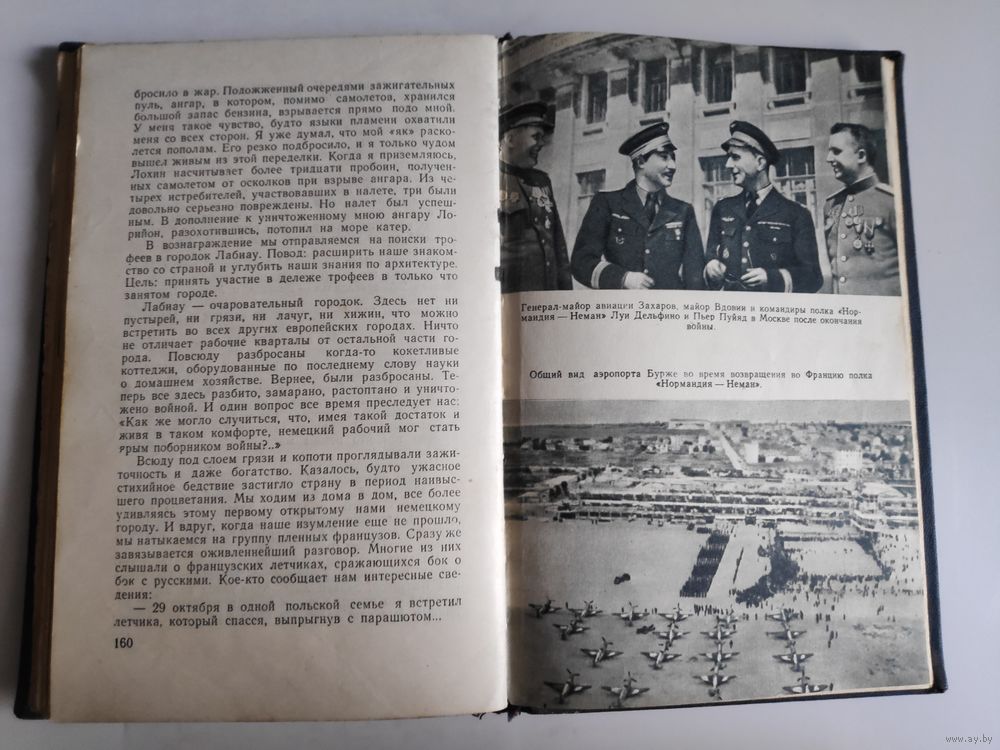 бросило в жар. Подожженный очередями зажигательных
пуль, ангар, в котором, помимо самолетов, хранился
большой запас бензина, взрывается прямо подо мной.
У меня такое чувство, будто языки пламени охватили
меня со всех сторон. Я уже думал, что мой «як» раско-
лется пополам. Его резко подбросило, и я только чудом
вышел живым из этой переделки. Когда я приземляюсь,
Лохин насчитывает более тридцати пробоин, получен-
ных самолетом от осколков при взрыве ангара. Из че-
тырех истребителей, участвовавших в налете, три были
довольно серьезно повреждены. Но налет был успеш-
ным. В дополнение к уничтоженному мною ангару Ло-
рийон, разохотившись, потопил на море катер.
В вознаграждение мы отправляемся на поиски тро-
феев в городок Лабиау. Повод: расширить наше знаком-
ство со страной и углубить наши знания по архитектуре.
Цель: принять участие в дележе трофеев в только что
занятом городе.
Лабиау — очаровательный городок. Здесь нет ни
пустырей, ни грязи, ни лачуг, ни хижин, что можно
встретить во всех других европейских городах. Ничто
не отличает рабочие кварталы от остальной части го-
рода. Повсюду разбросаны когда-то кокетливые
коттеджи, оборудованные по последнему слову науки
о домашнем хозяйстве. Вернее, были разбросаны. Те-
перь все здесь разбито, замарано, растоптано и уничто-
жено войной. И один вопрос все время преследует нас:
«Как же могло случиться, что, имея такой достаток и
живя в таком комфорте, немецкий рабочий мог стать
ярым поборником войны?..»
Всюду под слоем грязи и копоти проглядывали зажи-
точность и даже богатство. Казалось, будто ужасное
стихийное бедствие застигло страну в период наивыс-
шего процветания. Мы ходим из дома в дом, все более
удивляясь этому первому открытому нами немецкому
городу. И вдруг, когда наше изумление еще не прошло,
мы натыкаемся на группу пленных французов. Сразу же
завязывается оживленнейший разговор. Многие из них
слышали о французских летчиках, сражающихся бок о
бок с русскими. Кое-кто сообщает нам интересные све-
дения:
— 29 октября в одной польской семье я встретил
летчика, который спасся, выпрыгнув с парашютом...
160
Генерал-майор авиации Захаров, майор Вдовин и командиры полка «Нор-
мандия — Неман» Луи Дельфино и Пьер Пуйяд в Москве после окончания
войны.
Общий вид аэропорта Бурже во время возвращения во Францию полка
«Нормандия — Неман».
www.ay.by